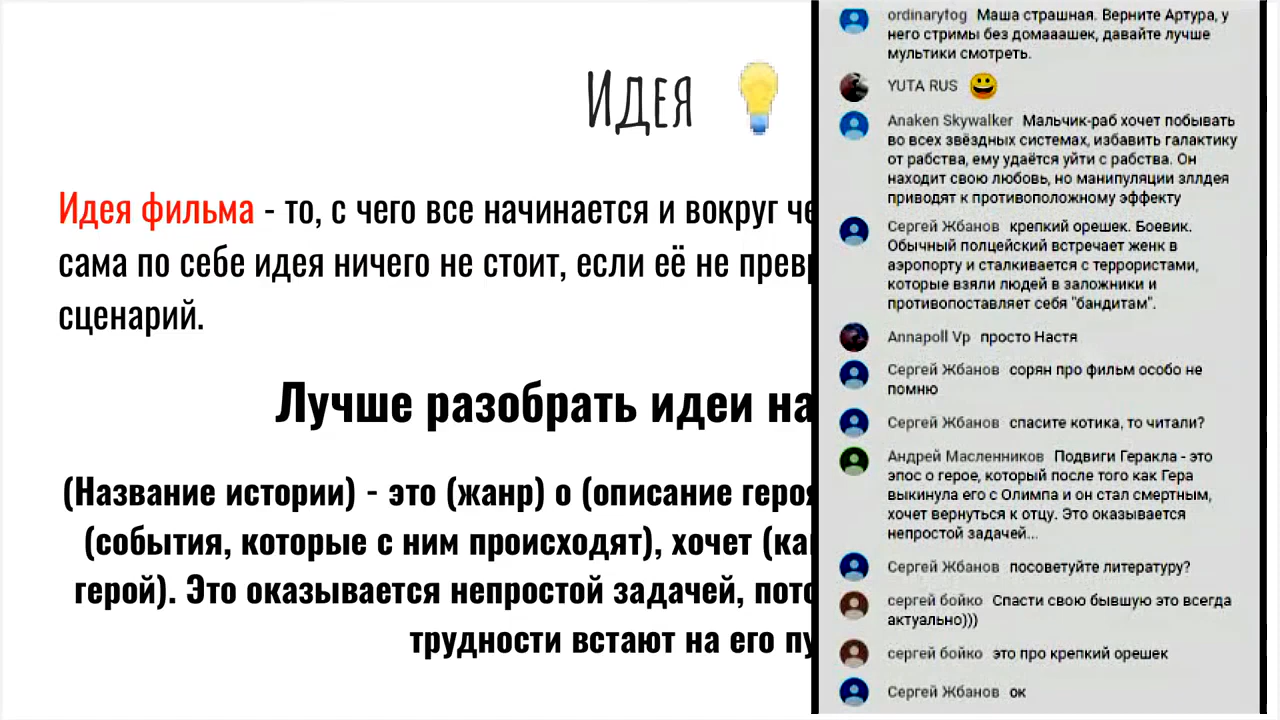 Идея
Идея фильма - то, с чего все начинается и вокруг
сама по себе идея ничего не стоит, если её не
сценарий.
Лучше разобрать идеи на
(Название истории) - это (жанр) о (описание
(события, которые с ним происходят), хочет
герой). Это оказывается непростой задачей,
трудности встают на его
ordinaryfog Маша страшная. Верните Артура, у
него стримы без домаааашек, давайте лучше
мультики смотреть.
YUTA RUS 😀
Anaken Skywalker Мальчик-раб хочет побывать
во всех звёздных системах, избавить галактику
от рабства, ему удаётся уйти с рабства. Он
находит свою любовь, но манипуляции зллдея
приводят к противоположному эффекту
Сергей Жбанов крепкий орешек. Боевик.
Обычный полцейский встречает женк в
аэропорту и сталкивается с террористами,
которые взяли людей в заложники и
противопоставляет себя "бандитам".
Annapoll Vp просто Настя
Сергей Жбанов сорян про фильм особо не
помню
Сергей Жбанов спасите котика, то читали?
Андрей Масленников Подвиги Геракла - это
эпос о герое, который после того как Гера
выкинула его с Олимпа и он стал смертным,
хочет вернуться к отцу. Это оказывается
непростой задачей...
Сергей Жбанов посоветуйте литературу?
сергей бойко Спасти свою бывшую это всегда
актуально)))
сергей бойко это про крепкий орешек
Сергей Жбанов ок